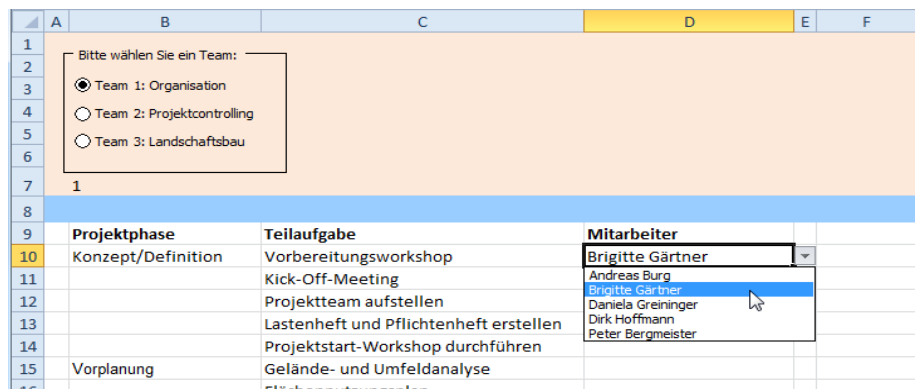 A B C D E F
1
Bitte wählen Sie ein Team:
2
3 Team 1: Organisation
4 Team 2: Projektcontrolling
5 Team 3: Landschaftsbau
6
7 1
8
9 Projektphase Teilaufgabe Mitarbeiter
10 Konzept/Definition Vorbereitungsworkshop Brigitte Gärtner
11 Kick-Off-Meeting Andreas Burg
Brigitte Gärtner
12 Projektteam aufstellen Daniela Greininger
13 Lastenheft und Pflichtenheft erstellen Dirk Hoffmann
Peter Bergmeister
14 Projektstart-Workshop durchführen
15 Vorplanung Gelände- und Umfeldanalyse